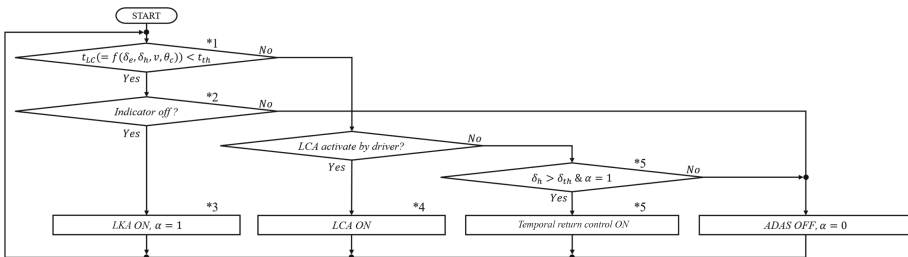 START
*1
t_LC(= f(δ_e, δ_h, v, θ_c)) < t_th
No
Yes
*2
Indicator off ?
No
Yes
LCA activate by driver?
No
Yes
*5
δ_h > δ_th & α = 1
No
Yes
*3
LKA ON, α = 1
*4
LCA ON
*5
Temporal return control ON
ADAS OFF, α = 0